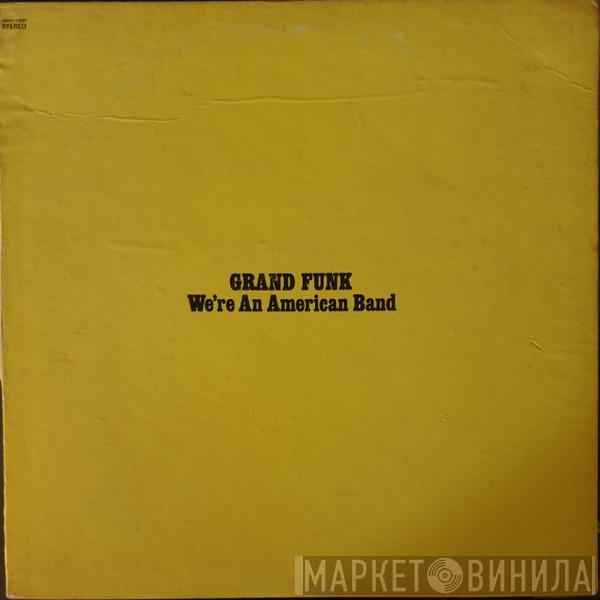 STEREO
GRAND FUNK
We're An American Band
МАРКЕТ ВИНИЛА